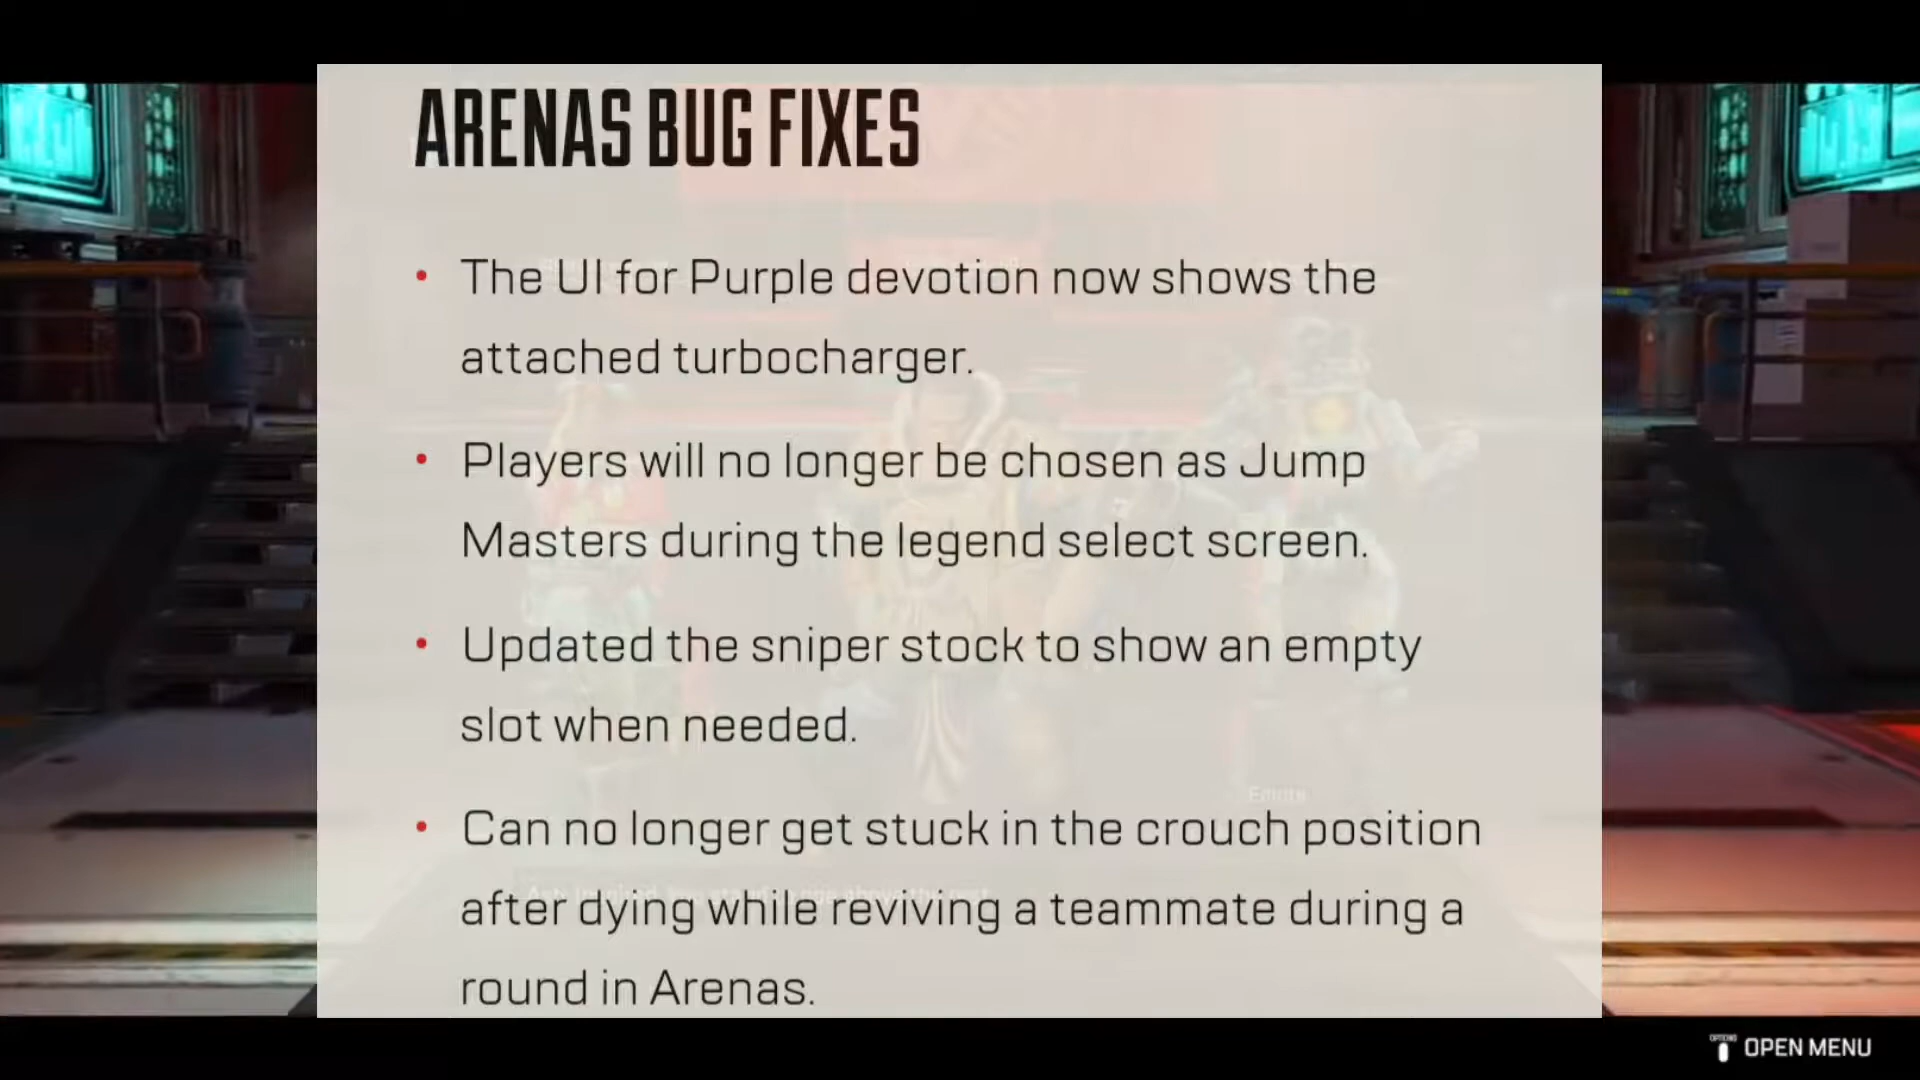 ARENAS BUG FIXES
• The UI for Purple devotion now shows the
attached turbocharger.
• Players will no longer be chosen as Jump
Masters during the legend select screen.
• Updated the sniper stock to show an empty
slot when needed.
Emote
• Can no longer get stuck in the crouch position
after dying while reviving a teammate during a
round in Arenas.
OPTIONS OPEN MENU